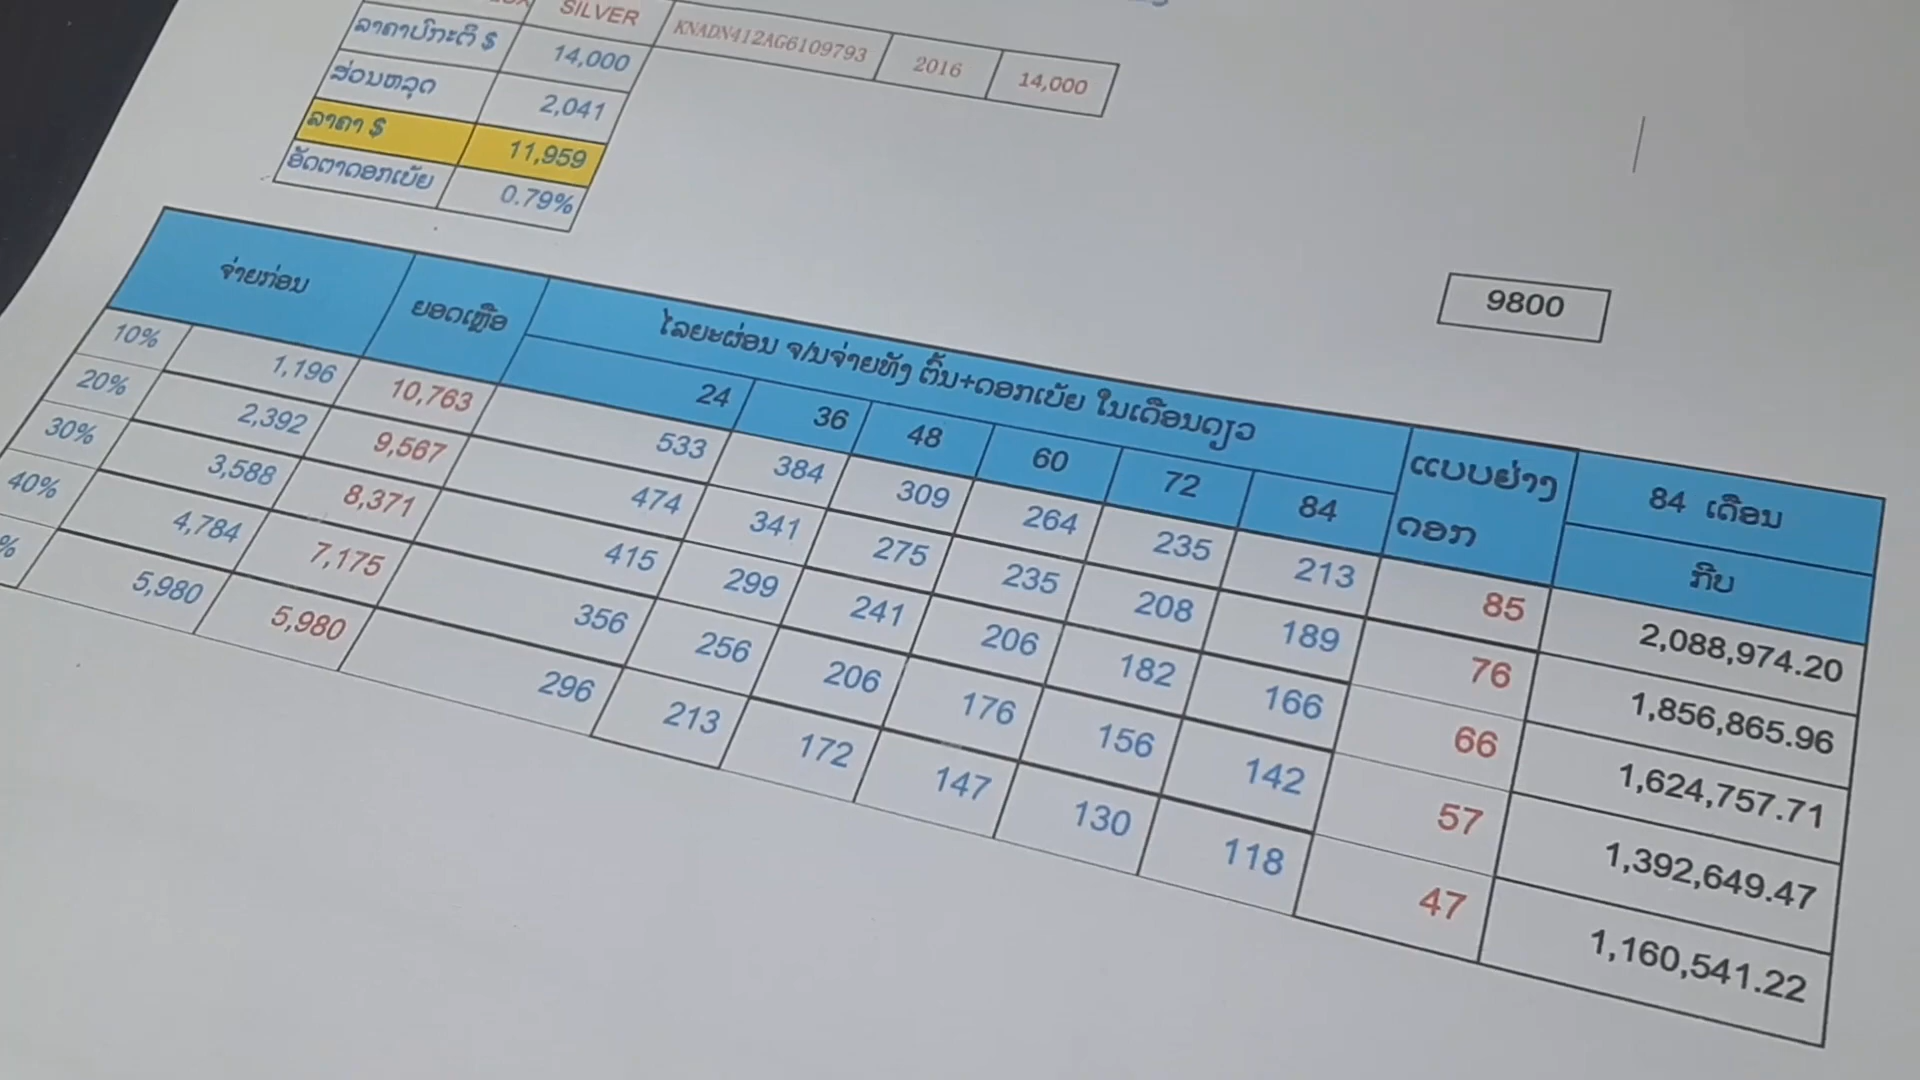 SILVER KNADN412AG6109793 2016 14,000
ລາຄາປົກະຕິ $ 14,000
ສ່ວນຫລຸດ 2,041
ລາຄາ $ 11,959
ອັດຕາດອກເບ້ຍ 0.79%
9800
ຈ່າຍກ່ອນ ຍອດເຫຼືອ ໄລຍະຜ່ອນ ຈ/ນຈ່າຍທັງ ຕົ້ນ+ດອກເບ້ຍ ໃນເດືອນດຽວ ແບບຢ່າງ ດອກ 84 ເດືອນ
24 36 48 60 72 84 ກີບ
10% 1,196 10,763 533 384 309 264 235 213 85 2,088,974.20
20% 2,392 9,567 474 341 275 235 208 189 76 1,856,865.96
30% 3,588 8,371 415 299 241 206 182 166 66 1,624,757.71
40% 4,784 7,175 356 256 206 176 156 142 57 1,392,649.47
% 5,980 5,980 296 213 172 147 130 118 47 1,160,541.22